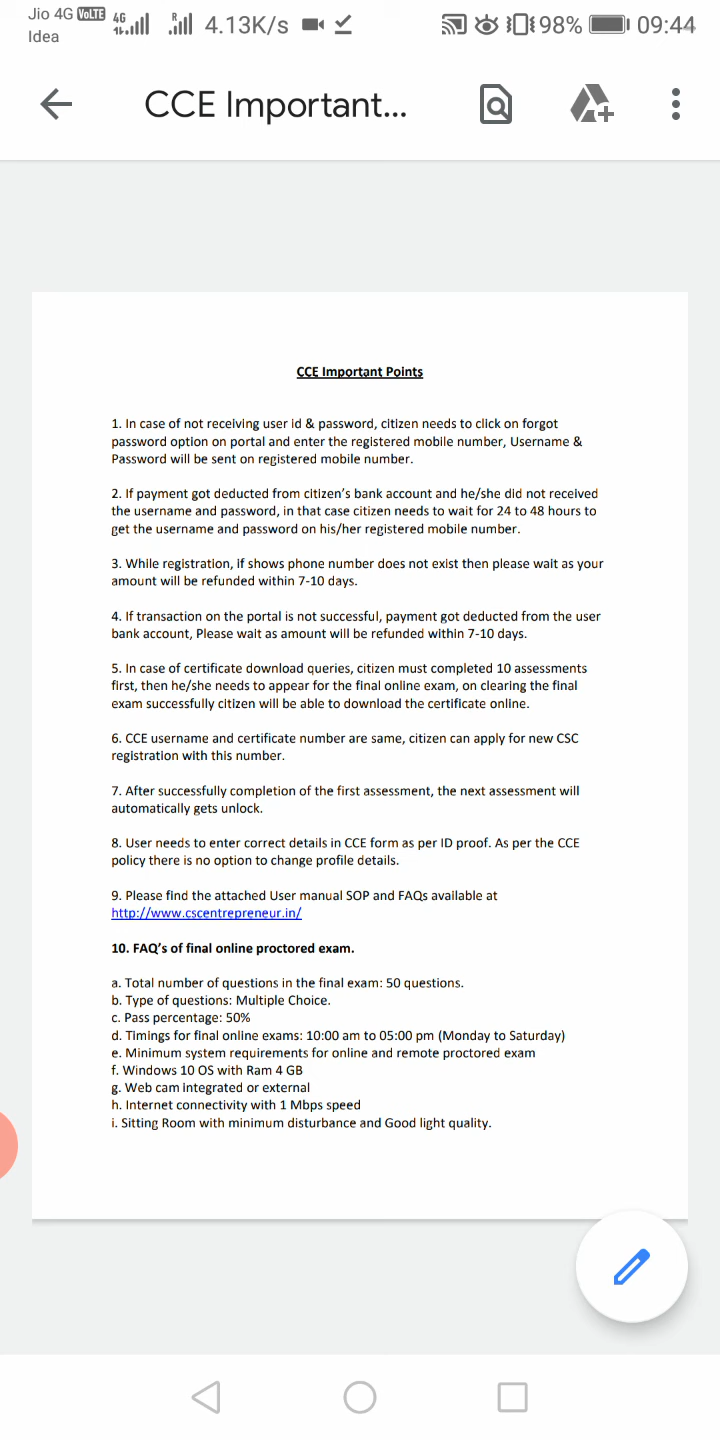 Jio 4G VoLTE 4G R 4.13K/s 98% 09:44
Idea
CCE Important...
CCE Important Points
1. In case of not receiving user id & password, citizen needs to click on forgot
password option on portal and enter the registered mobile number, Username &
Password will be sent on registered mobile number.
2. If payment got deducted from citizen's bank account and he/she did not received
the username and password, in that case citizen needs to wait for 24 to 48 hours to
get the username and password on his/her registered mobile number.
3. While registration, if shows phone number does not exist then please wait as your
amount will be refunded within 7-10 days.
4. If transaction on the portal is not successful, payment got deducted from the user
bank account, Please wait as amount will be refunded within 7-10 days.
5. In case of certificate download queries, citizen must completed 10 assessments
first, then he/she needs to appear for the final online exam, on clearing the final
exam successfully citizen will be able to download the certificate online.
6. CCE username and certificate number are same, citizen can apply for new CSC
registration with this number.
7. After successfully completion of the first assessment, the next assessment will
automatically gets unlock.
8. User needs to enter correct details in CCE form as per ID proof. As per the CCE
policy there is no option to change profile details.
9. Please find the attached User manual SOP and FAQs available at
http://www.cscentrepreneur.in/
10. FAQ's of final online proctored exam.
a. Total number of questions in the final exam: 50 questions.
b. Type of questions: Multiple Choice.
c. Pass percentage: 50%
d. Timings for final online exams: 10:00 am to 05:00 pm (Monday to Saturday)
e. Minimum system requirements for online and remote proctored exam
f. Windows 10 OS with Ram 4 GB
g. Web cam integrated or external
h. Internet connectivity with 1 Mbps speed
i. Sitting Room with minimum disturbance and Good light quality.